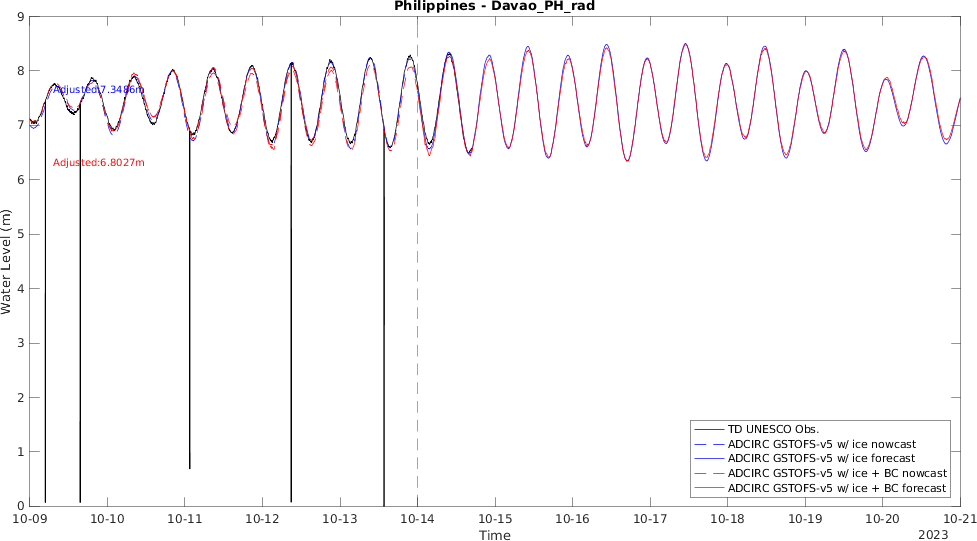 Philippines - Davao_PH_rad
9
8
7
6
5
4
3
2
1
0
Water Level (m)
Adjusted:7.3486m
Adjusted:6.8027m
TD UNESCO Obs.
ADCIRC GSTOFS-v5 w/ ice nowcast
ADCIRC GSTOFS-v5 w/ ice forecast
ADCIRC GSTOFS-v5 w/ ice + BC nowcast
ADCIRC GSTOFS-v5 w/ ice + BC forecast
10-09 10-10 10-11 10-12 10-13 10-14 10-15 10-16 10-17 10-18 10-19 10-20 10-21
Time
2023